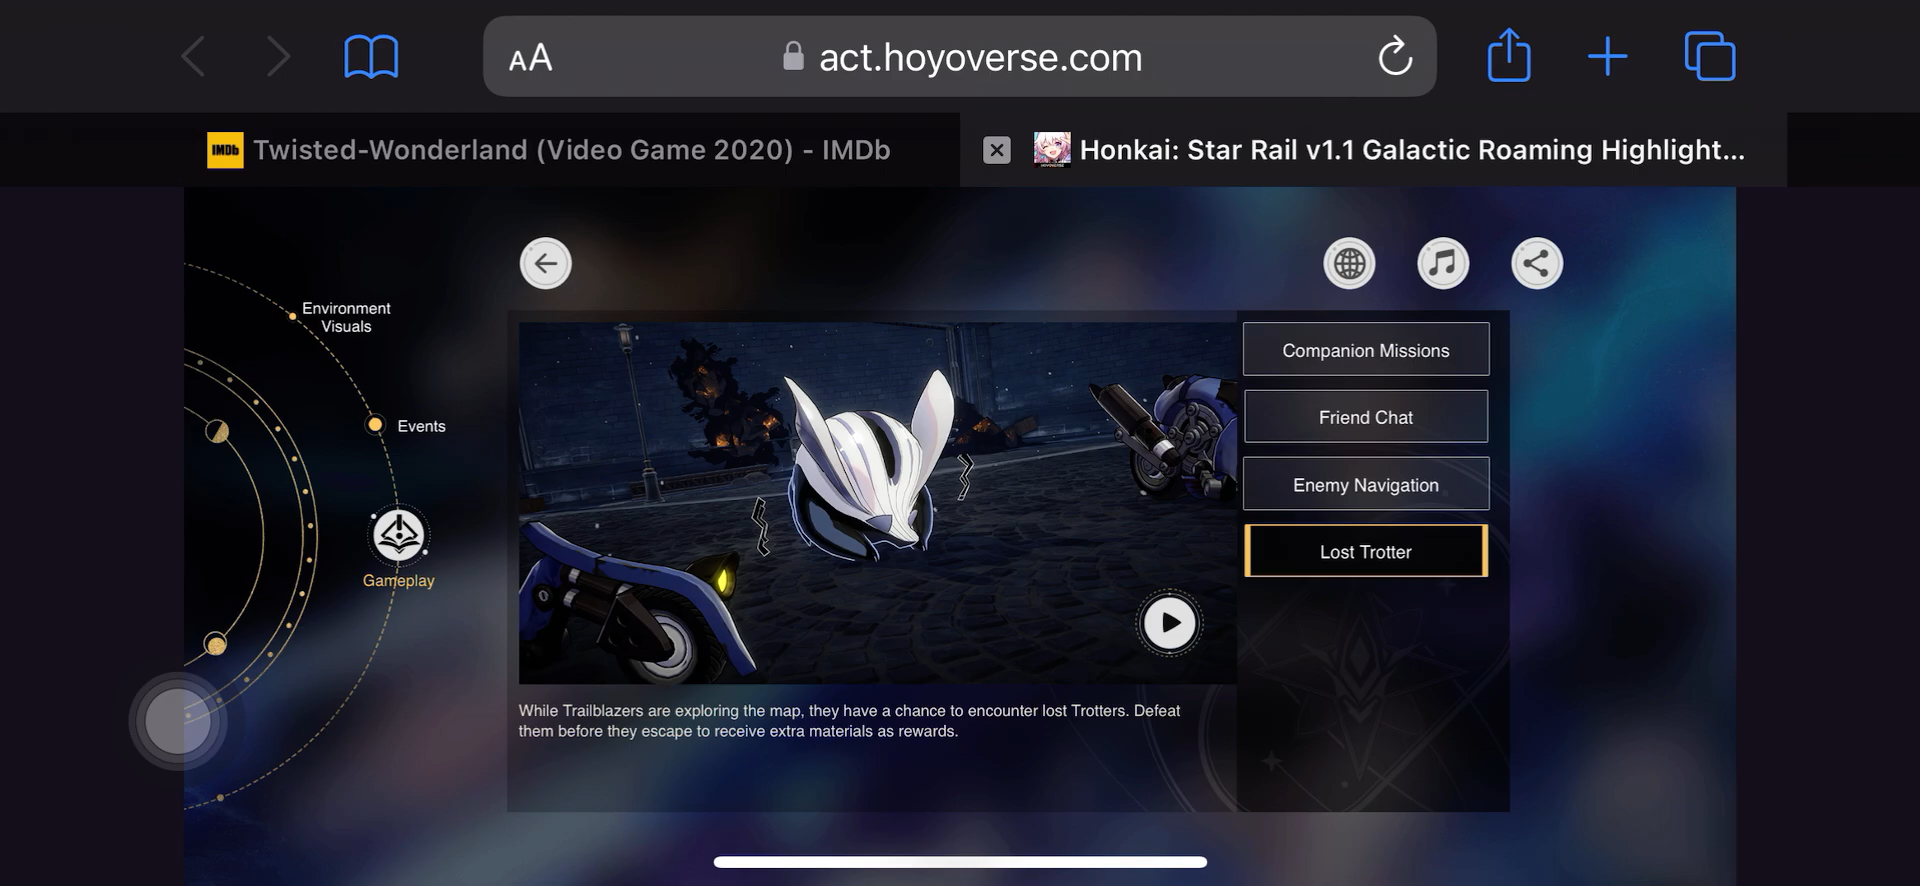 AA
act.hoyoverse.com
IMDb
Twisted-Wonderland (Video Game 2020) - IMDb
Honkai: Star Rail v1.1 Galactic Roaming Highlight...
Environment
Visuals
Events
Gameplay
Companion Missions
Friend Chat
Enemy Navigation
Lost Trotter
While Trailblazers are exploring the map, they have a chance to encounter lost Trotters. Defeat
them before they escape to receive extra materials as rewards.